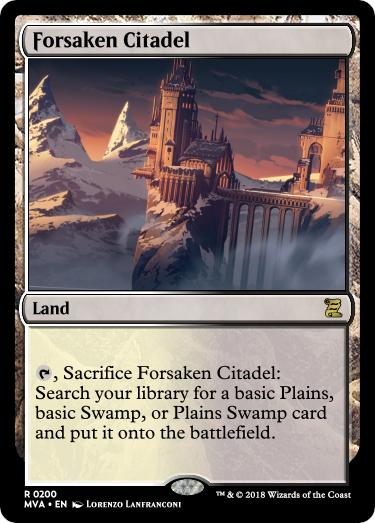 Forsaken Citadel
Land
, Sacrifice Forsaken Citadel:
Search your library for a basic Plains,
basic Swamp, or Plains Swamp card
and put it onto the battlefield.
R 0200
MVA • EN Lorenzo Lanfranconi
™ & © 2018 Wizards of the Coast